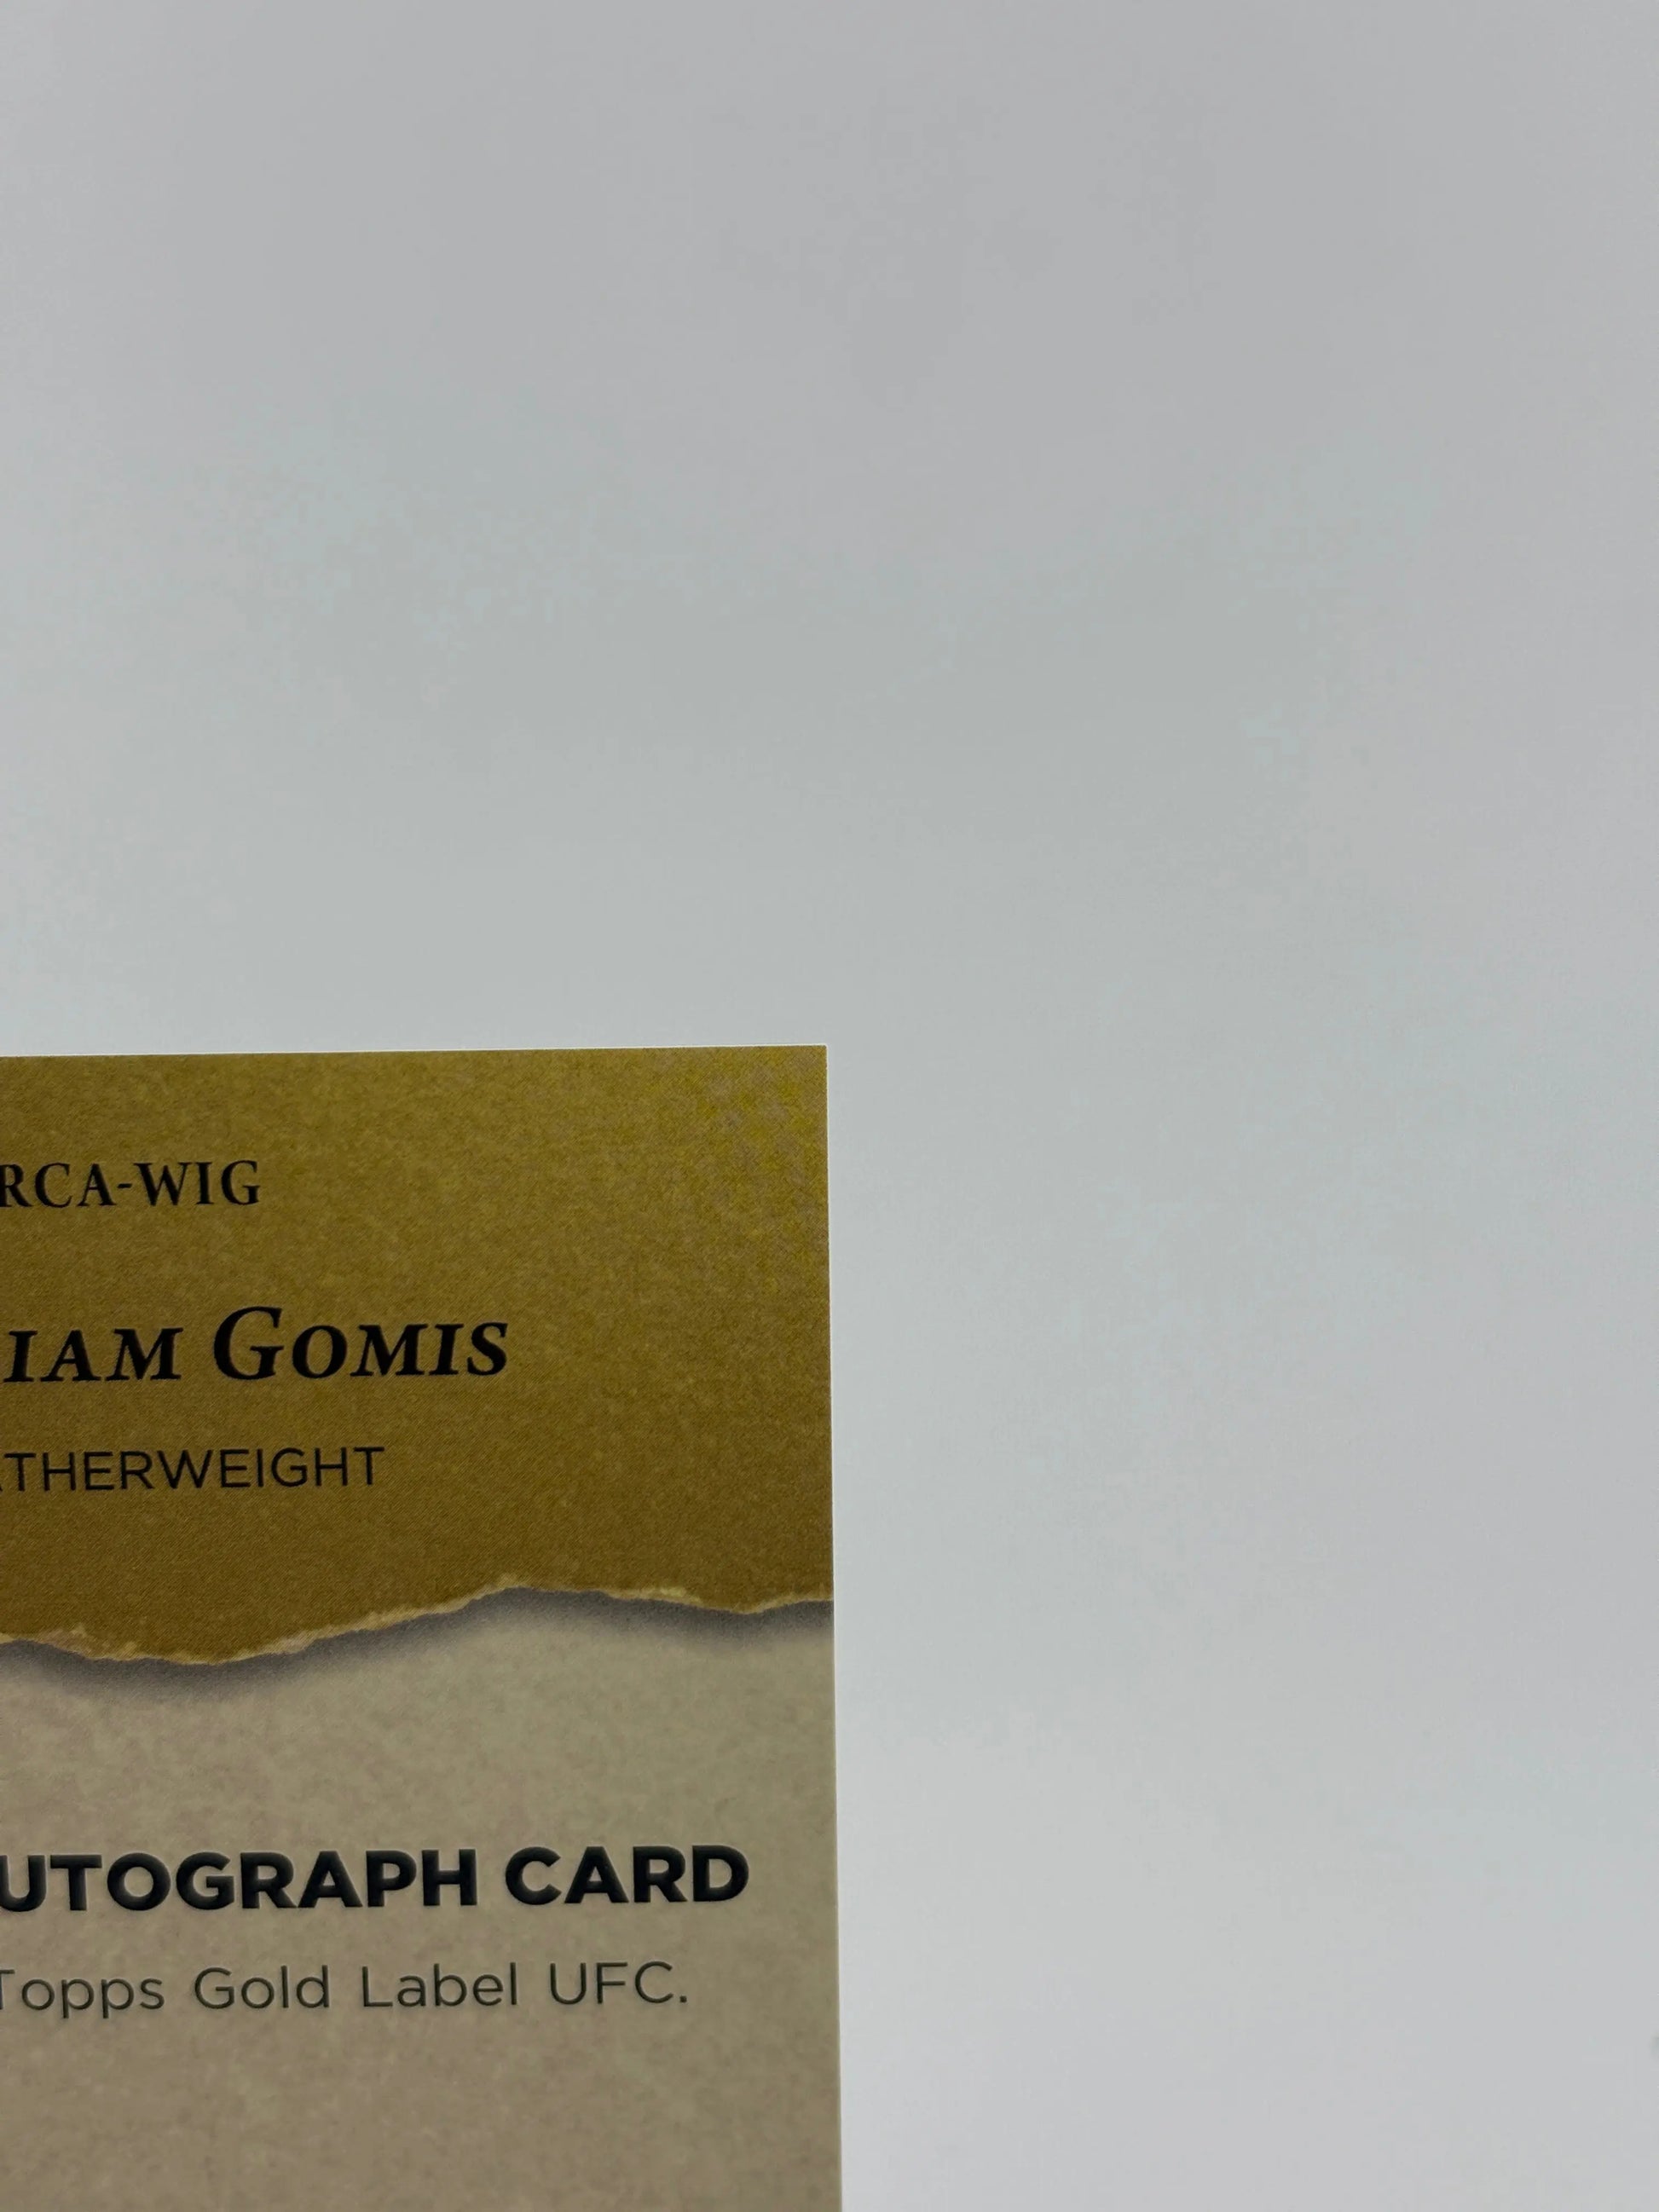 RCA-WIG
IAM GOMIS
THERWEIGHT
UTOGRAPH CARD
Topps Gold Label UFC.